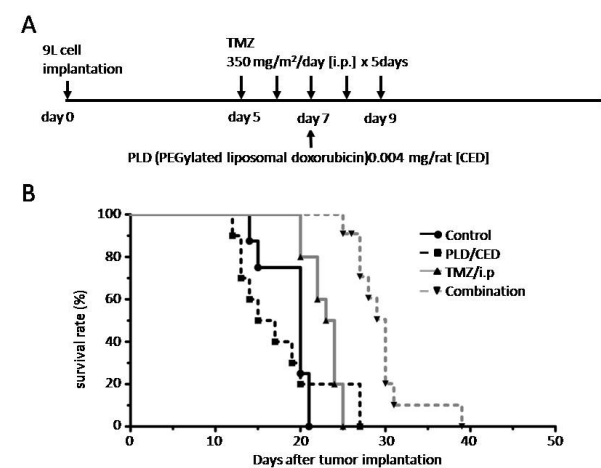 A
9L cell
implantation
TMZ
350 mg/m²/day [i.p.] x 5days
day 0
day 5
day 7
day 9
PLD (PEGylated liposomal doxorubicin)0.004 mg/rat [CED]
B
survival rate (%)
100
80
60
40
20
0
Control
PLD/CED
TMZ/i.p
Combination
0 10 20 30 40 50
Days after tumor implantation